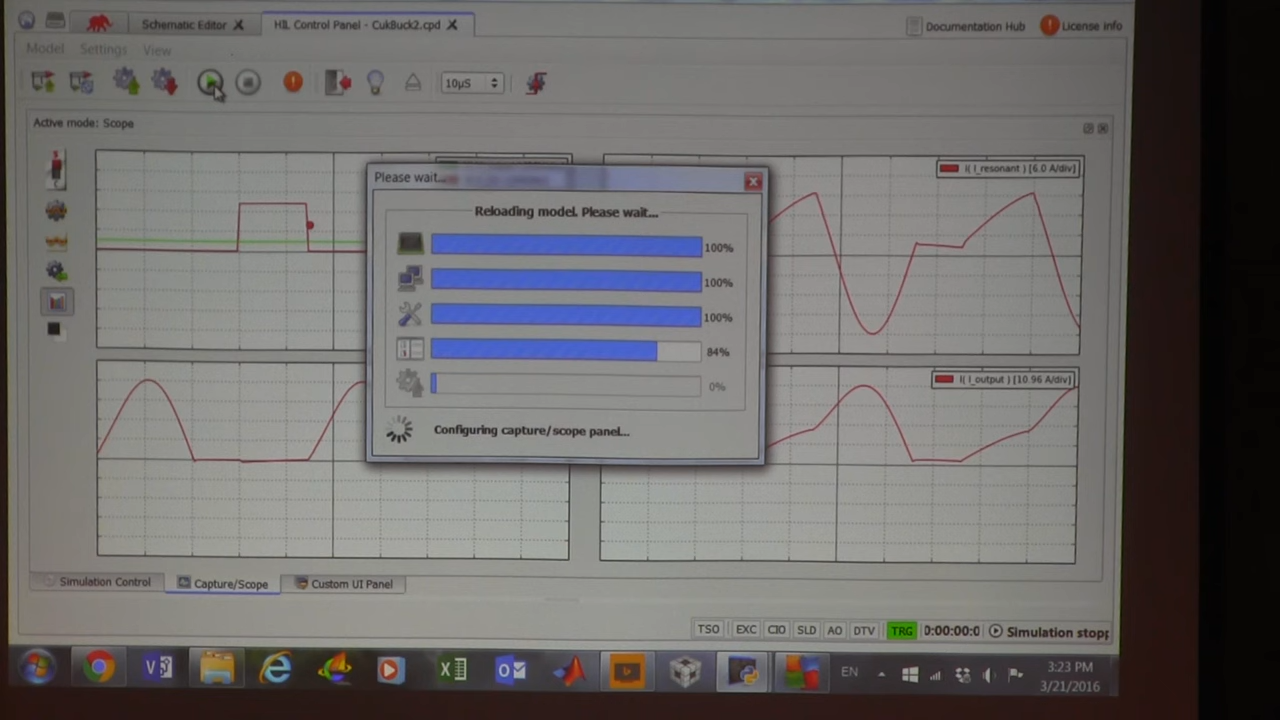 Schematic Editor
HIL Control Panel - CukBuck2.cpd
Documentation Hub
License info
Model Settings View
10µS
Active mode: Scope
i( I_resonant ) [6.0 A/div]
Please wait...
Reloading model. Please wait...
100%
100%
100%
84%
0%
Configuring capture/scope panel...
i( I_output ) [10.96 A/div]
Simulation Control
Capture/Scope
Custom UI Panel
TSO EXC CIO SLD AO DTV TRG 0:00:00:0 Simulation stopp
EN
3:23 PM
3/21/2016